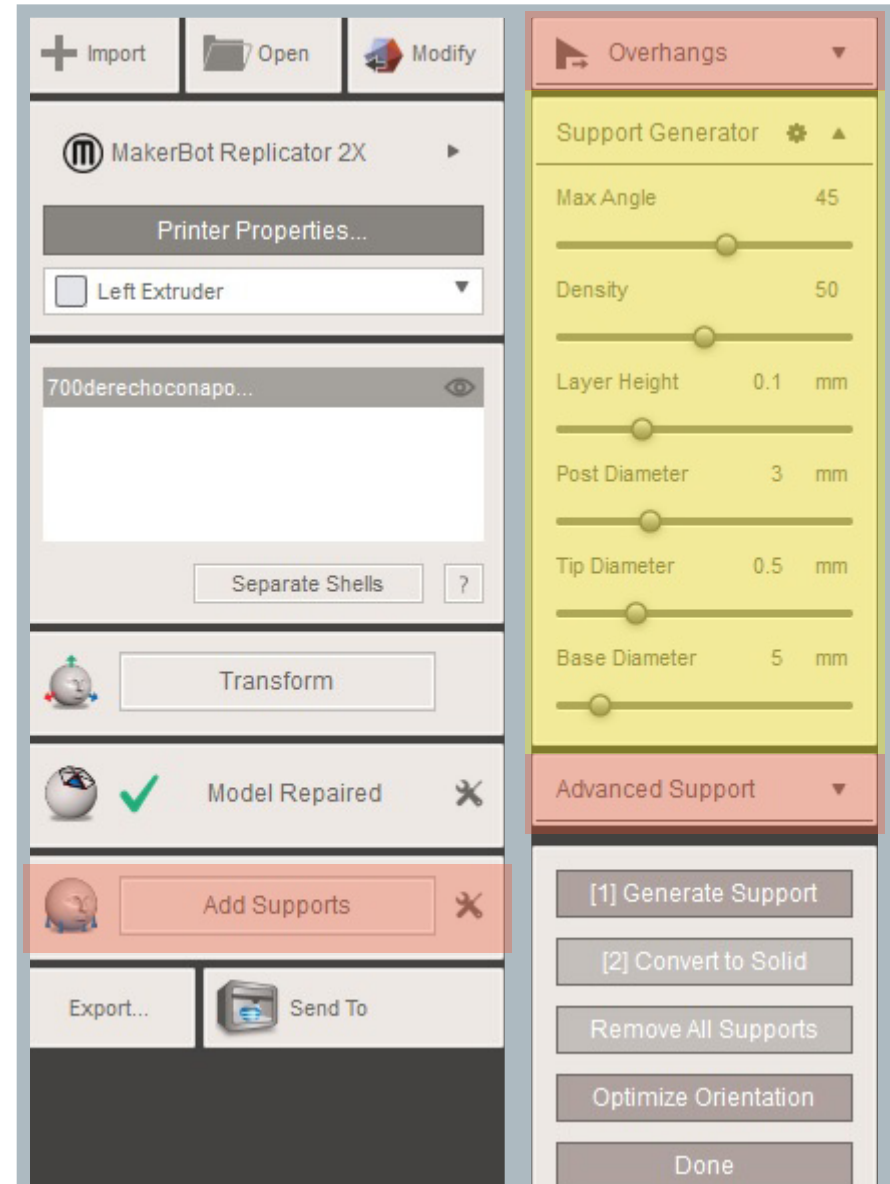 Import
Open
Modify
MakerBot Replicator 2X
Printer Properties...
Left Extruder
700derechoconapo...
Separate Shells
?
Transform
Model Repaired
Add Supports
Export...
Send To
Overhangs
Support Generator
Max Angle 45
Density 50
Layer Height 0.1 mm
Post Diameter 3 mm
Tip Diameter 0.5 mm
Base Diameter 5 mm
Advanced Support
[1] Generate Support
[2] Convert to Solid
Remove All Supports
Optimize Orientation
Done